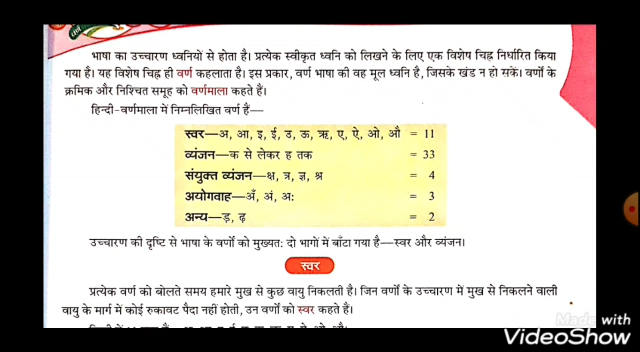 भाषा का उच्चारण ध्वनियों से होता है। प्रत्येक स्वीकृत ध्वनि को लिखने के लिए एक विशेष चिह्न निर्धारित किया
गया है। यह विशेष चिह्न ही वर्ण कहलाता है। इस प्रकार, वर्ण भाषा की वह मूल ध्वनि है, जिसके खंड न हो सकें। वर्णों के
क्रमिक और निश्चित समूह को वर्णमाला कहते हैं।
हिन्दी-वर्णमाला में निम्नलिखित वर्ण हैं—
स्वर—अ, आ, इ, ई, उ, ऊ, ऋ, ए, ऐ, ओ, औ = 11
व्यंजन—क से लेकर ह तक = 33
संयुक्त व्यंजन—क्ष, त्र, ज्ञ, श्र = 4
अयोगवाह—अँ, अं, अः = 3
अन्य—ड़, ढ़ = 2
उच्चारण की दृष्टि से भाषा के वर्णों को मुख्यतः दो भागों में बाँटा गया है—स्वर और व्यंजन।
स्वर
प्रत्येक वर्ण को बोलते समय हमारे मुख से कुछ वायु निकलती है। जिन वर्णों के उच्चारण में मुख से निकलने वाली
वायु के मार्ग में कोई रुकावट पैदा नहीं होती, उन वर्णों को स्वर कहते हैं।
Made with
VideoShow